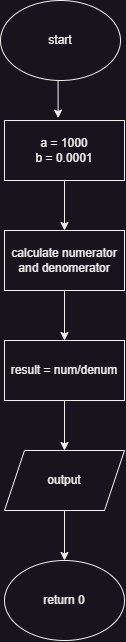 start
a = 1000
b = 0.0001
calculate numerator
and denomerator
result = num/denum
output
return 0